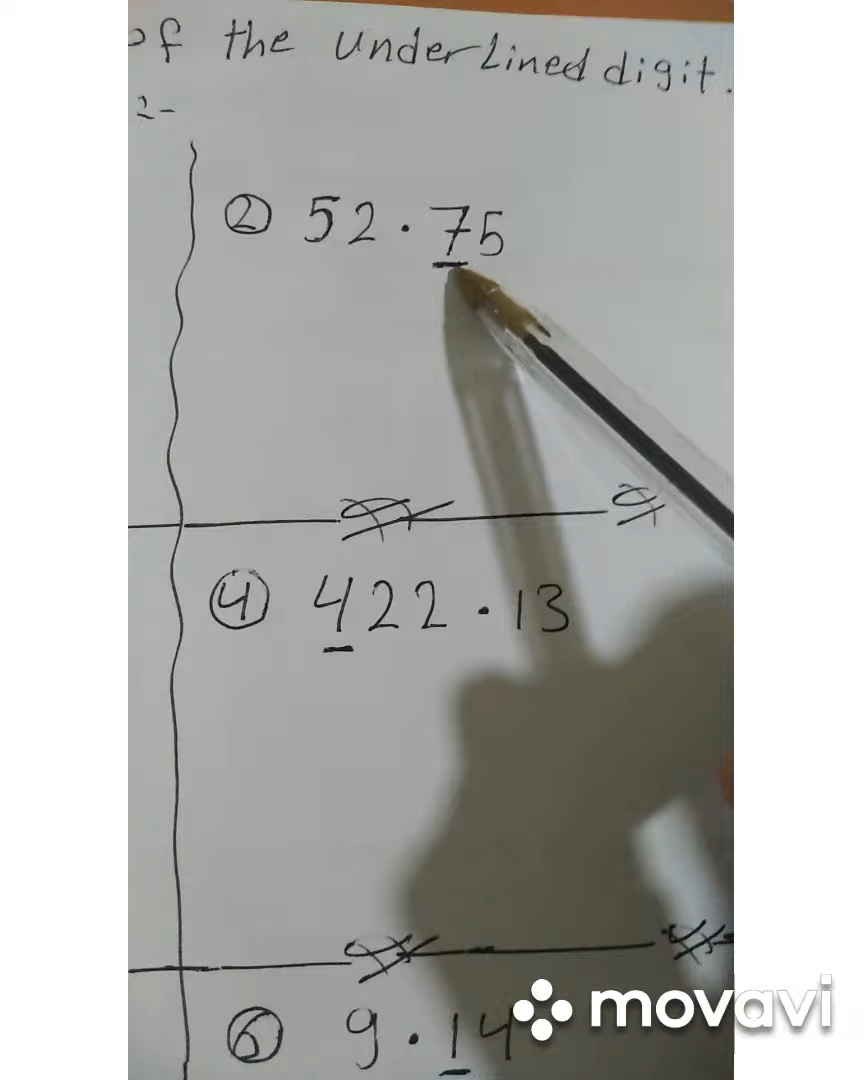 of the underlined digit.
2-
② 52.75
④ 422.13
⑥ 9.14
movavi